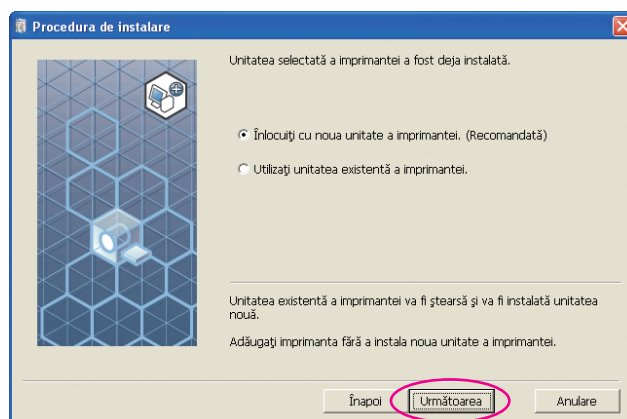 Procedura de instalare
Unitatea selectată a imprimantei a fost deja instalată.
Înlocuiţi cu noua unitate a imprimantei. (Recomandată)
Utilizaţi unitatea existentă a imprimantei.
Unitatea existentă a imprimantei va fi ştearsă şi va fi instalată unitatea
nouă.
Adăugaţi imprimanta fără a instala noua unitate a imprimantei.
Înapoi Următoarea Anulare